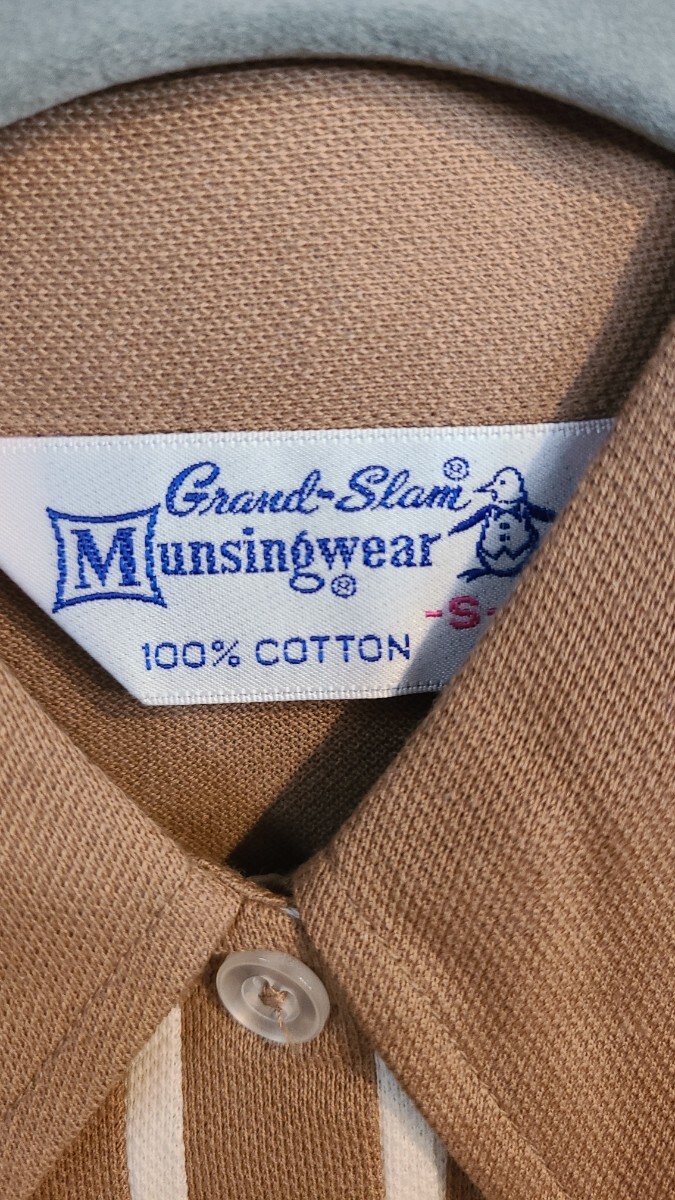 Grand-Slam®
Munsingwear®
-S-
100% COTTON